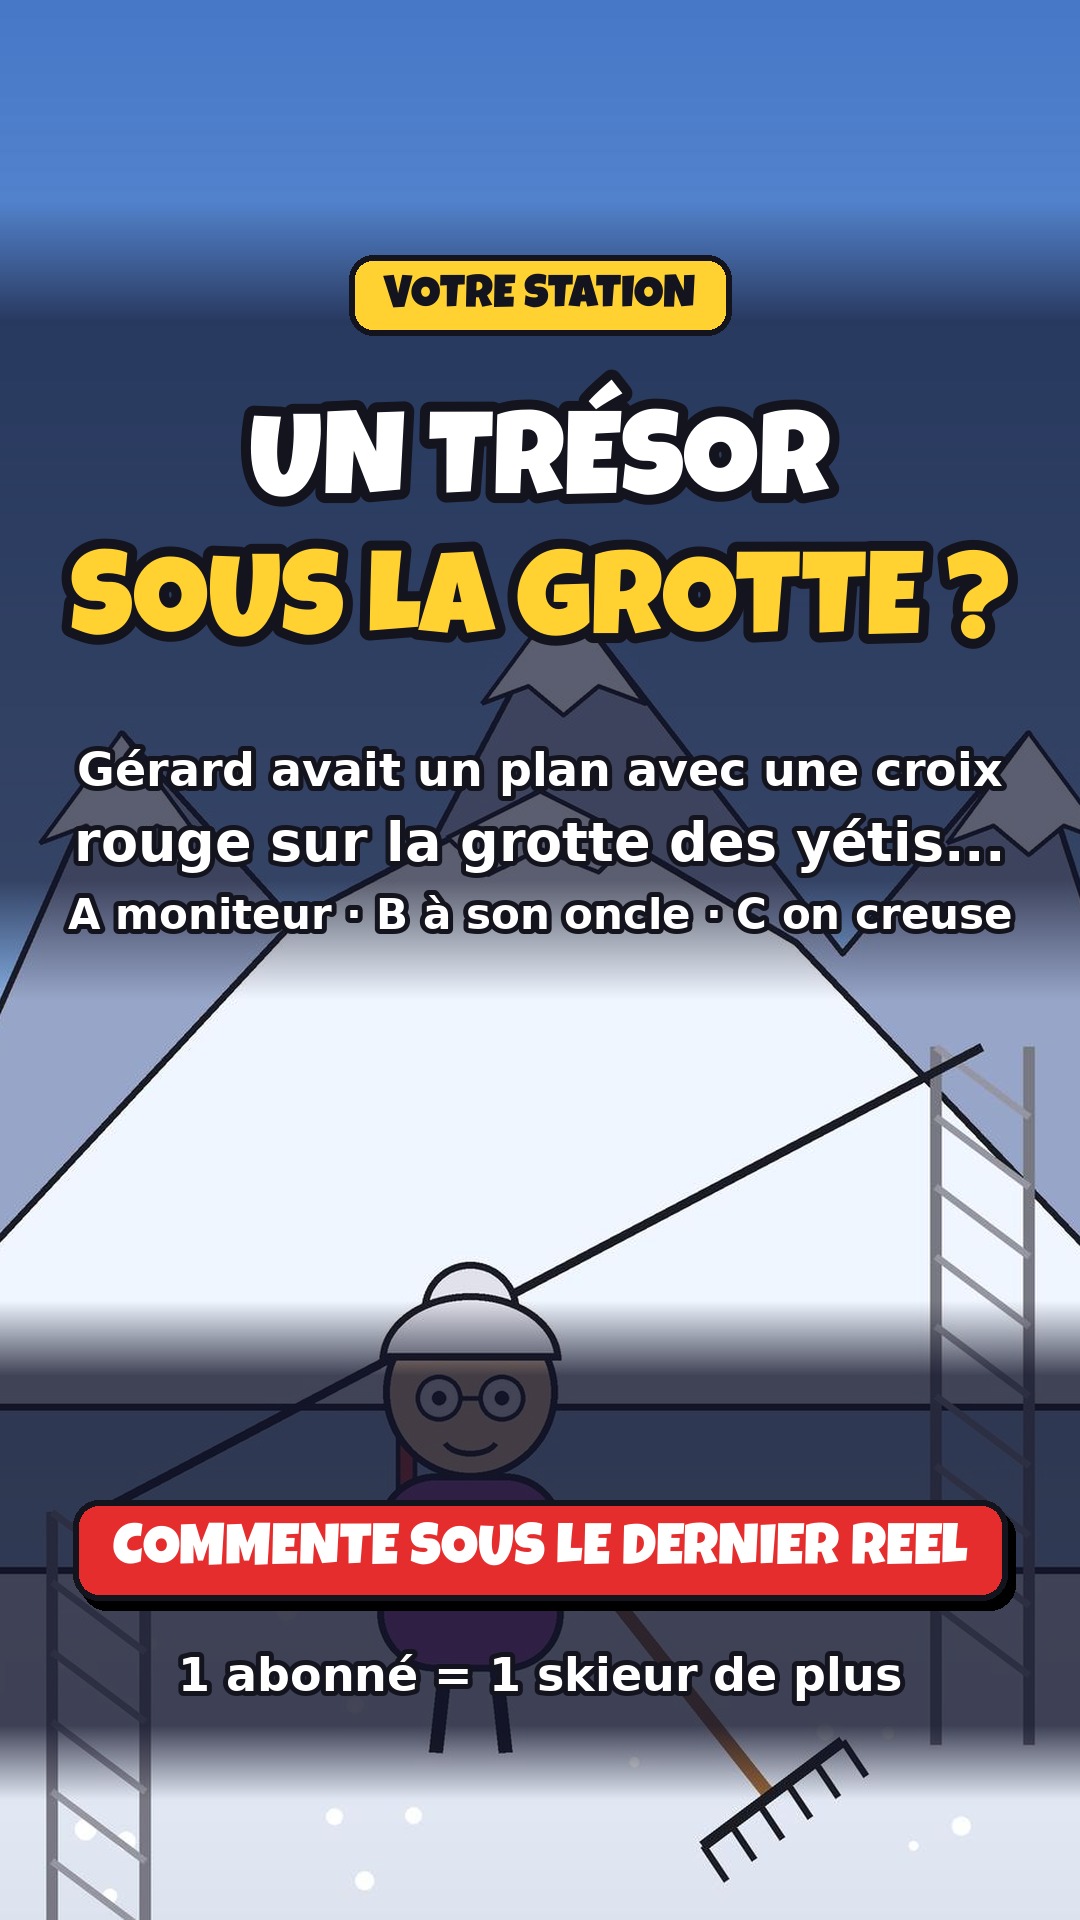 VOTRE STATION
UN TRÉSOR
SOUS LA GROTTE ?
Gérard avait un plan avec une croix
rouge sur la grotte des yétis...
A moniteur · B à son oncle · C on creuse
COMMENTE SOUS LE DERNIER REEL
1 abonné = 1 skieur de plus